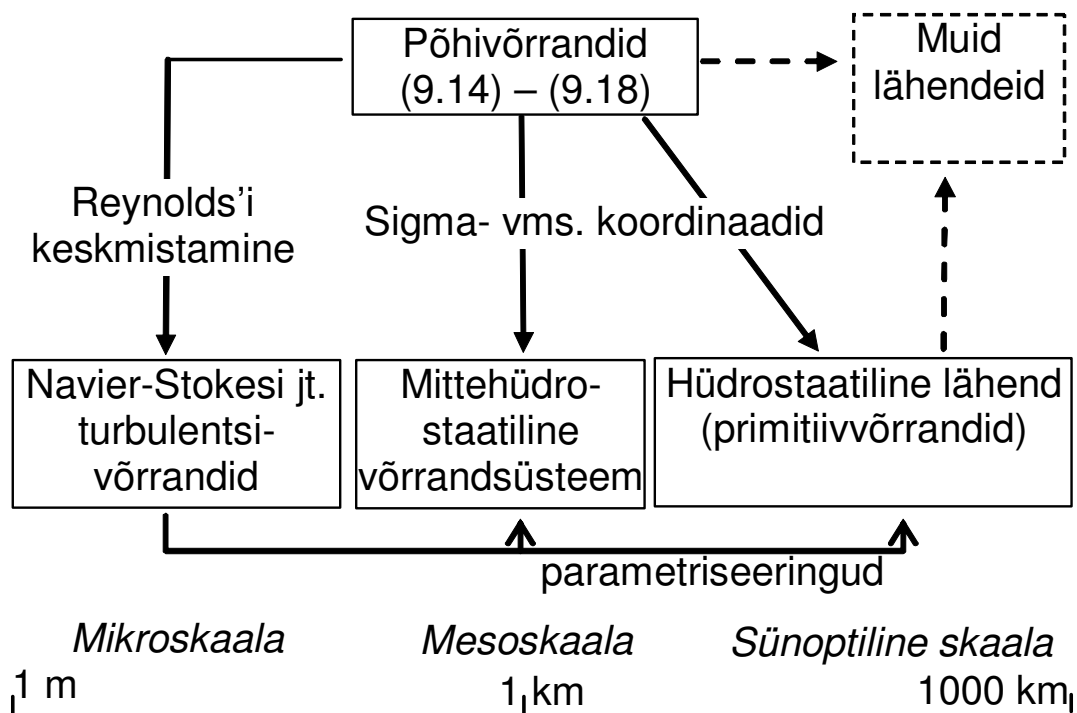 Põhivõrrandid
(9.14) – (9.18)
Muid
lähendeid
Reynolds’i
keskmistamine
Sigma- vms. koordinaadid
Navier-Stokesi jt.
turbulentsi-
võrrandid
Mittehüdro-
staatiline
võrrandsüsteem
Hüdrostaatiline lähend
(primitiivvõrrandid)
parametriseeringud
Mikroskaala
Mesoskaala
Sünoptiline skaala
1 m
1 km
1000 km